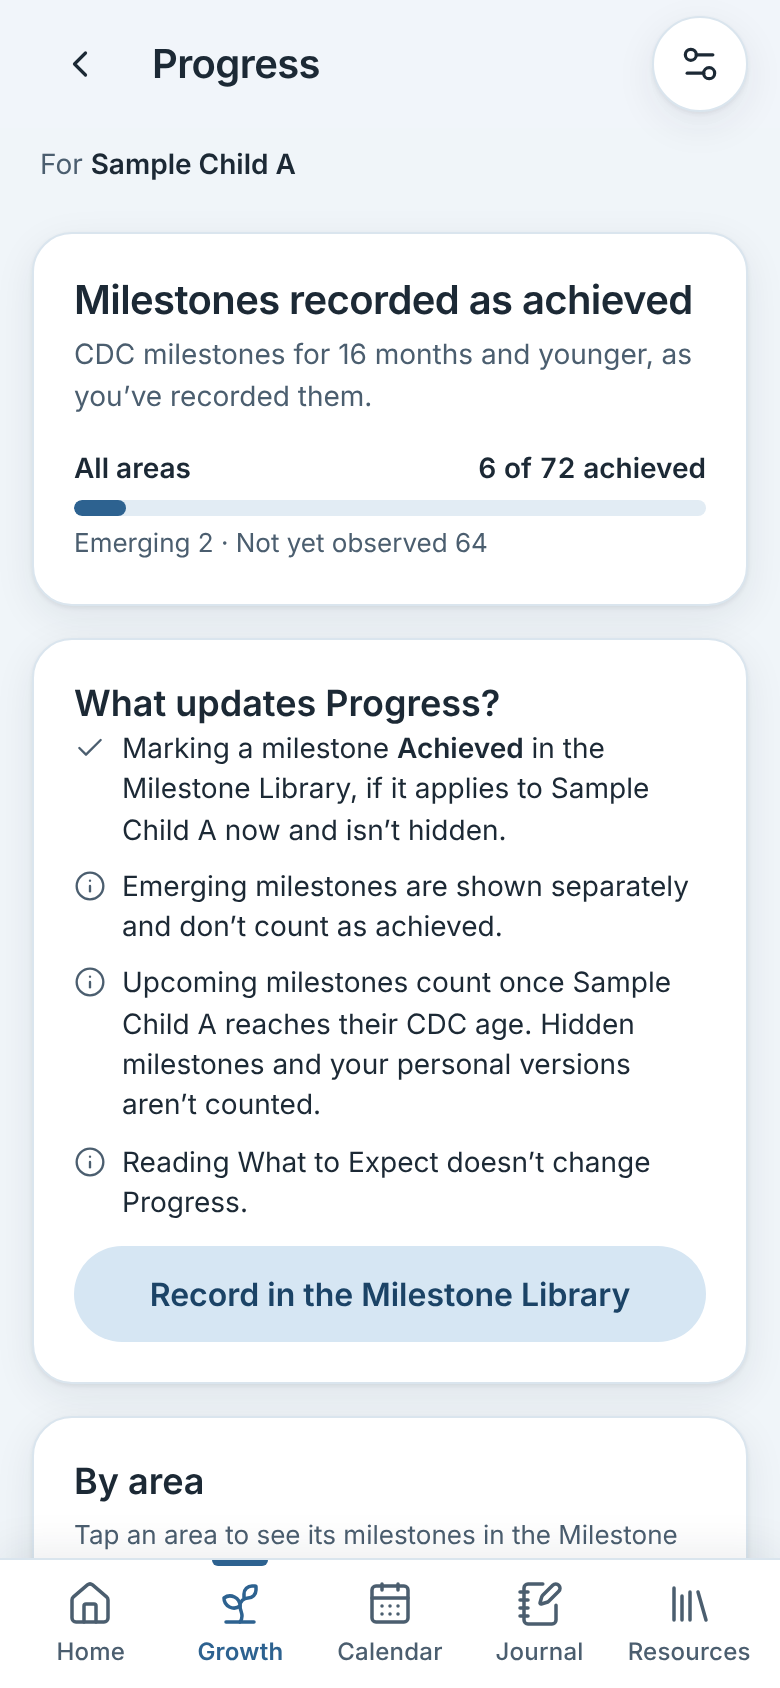 Progress
For Sample Child A
Milestones recorded as achieved
CDC milestones for 16 months and younger, as
you’ve recorded them.
All areas 6 of 72 achieved
Emerging 2 · Not yet observed 64
What updates Progress?
Marking a milestone Achieved in the
Milestone Library, if it applies to Sample
Child A now and isn’t hidden.
Emerging milestones are shown separately
and don’t count as achieved.
Upcoming milestones count once Sample
Child A reaches their CDC age. Hidden
milestones and your personal versions
aren’t counted.
Reading What to Expect doesn’t change
Progress.
Record in the Milestone Library
By area
Tap an area to see its milestones in the Milestone
Home Growth Calendar Journal Resources